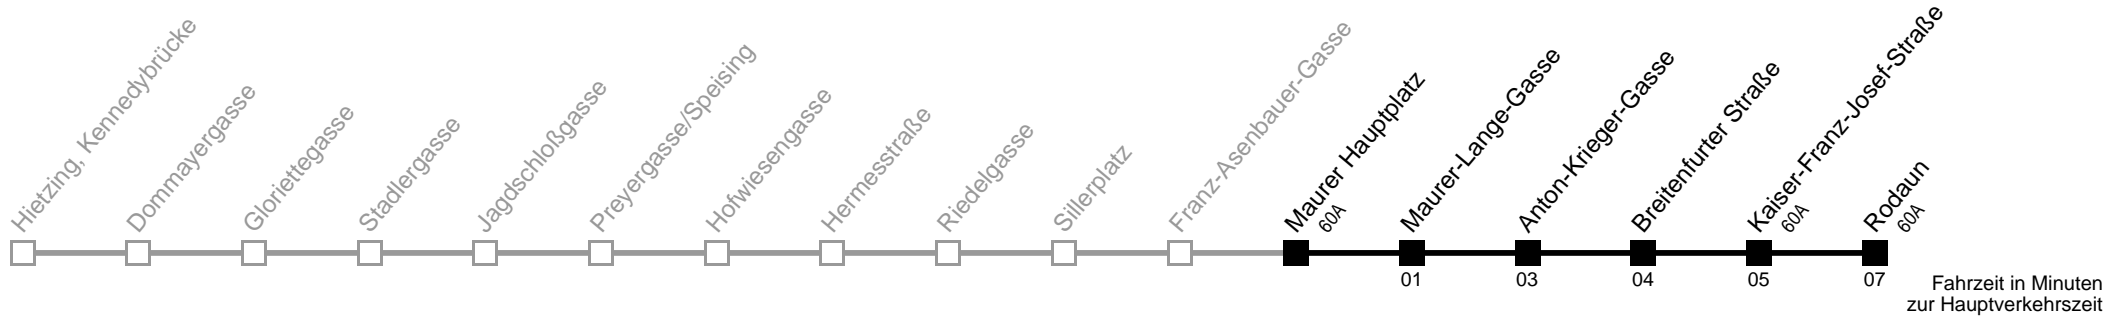 Hietzing, Kennedybrücke
Dommayergasse
Gloriettegasse
Stadlergasse
Jagdschloßgasse
Preyergasse/Speising
Hofwiesengasse
Hermesstraße
Riedelgasse
Sillerplatz
Franz-Asenbauer-Gasse
Maurer Hauptplatz
60A
Maurer-Lange-Gasse
Anton-Krieger-Gasse
Breitenfurter Straße
Kaiser-Franz-Josef-Straße
60A
Rodaun
60A
01
03
04
05
07
Fahrzeit in Minuten
zur Hauptverkehrszeit